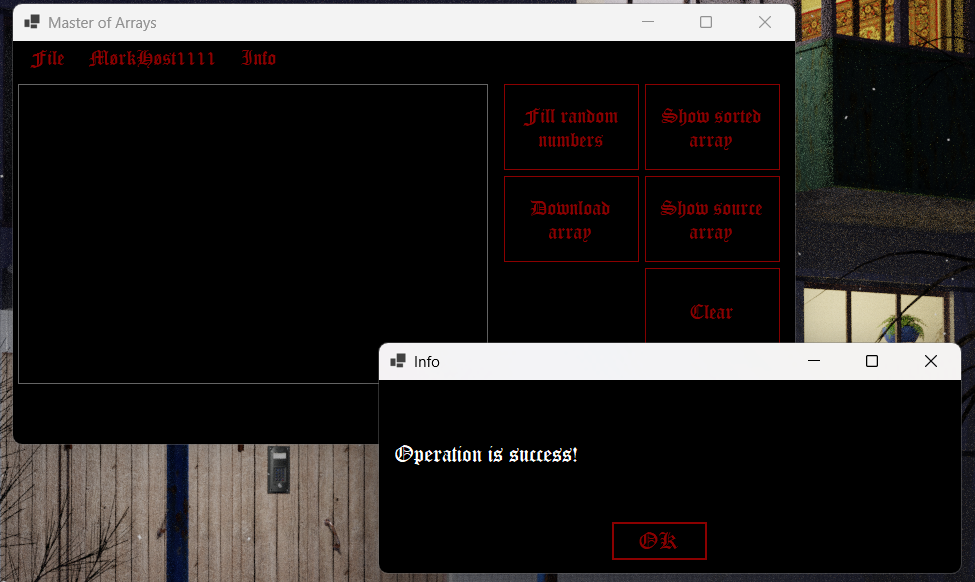 Master of Arrays
File MørkHøst1111 Info
Fill random
numbers
Show sorted
array
Download
array
Show source
array
Clear
Info
Operation is success!
OK